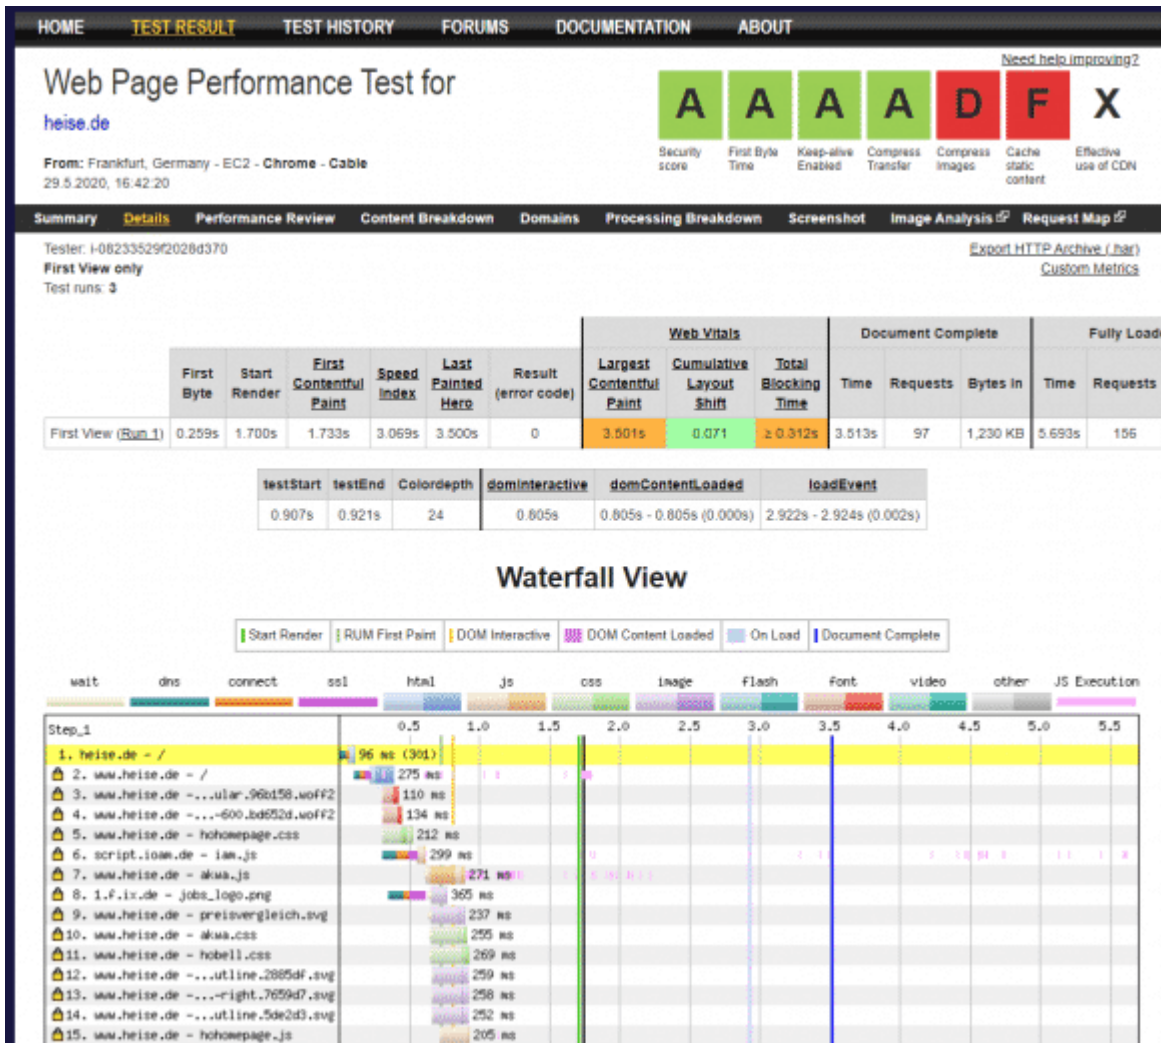 HOME TEST RESULT TEST HISTORY FORUMS DOCUMENTATION ABOUT
Need help improving?
Web Page Performance Test for
heise.de
From: Frankfurt, Germany - EC2 - Chrome - Cable
29.5.2020, 16:42:20
A A A A D F X
Security score First Byte Time Keep-alive Enabled Compress Transfer Compress Images Cache static content Effective use of CDN
Summary Details Performance Review Content Breakdown Domains Processing Breakdown Screenshot Image Analysis Request Map
Tester: i-08233529f2028d370
First View only
Test runs: 3
Export HTTP Archive (.har)
Custom Metrics
Web Vitals Document Complete Fully Load
First Byte Start Render First Contentful Paint Speed Index Last Painted Hero Result (error code) Largest Contentful Paint Cumulative Layout Shift Total Blocking Time Time Requests Bytes In Time Requests
First View (Run 1) 0.259s 1.700s 1.733s 3.069s 3.500s 0 3.501s 0.071 ≥ 0.312s 3.513s 97 1,230 KB 5.693s 156
testStart testEnd Colordepth domInteractive domContentLoaded loadEvent
0.907s 0.921s 24 0.805s 0.805s - 0.805s (0.000s) 2.922s - 2.924s (0.002s)
Waterfall View
Start Render RUM First Paint DOM Interactive DOM Content Loaded On Load Document Complete
wait dns connect ssl html js css image flash font video other JS Execution
Step_1 0.5 1.0 1.5 2.0 2.5 3.0 3.5 4.0 4.5 5.0 5.5
1. heise.de - / 96 ms (301)
2. www.heise.de - / 275 ms
3. www.heise.de -...ular.96b158.woff2 110 ms
4. www.heise.de -...-600.bd652d.woff2 134 ms
5. www.heise.de - hohomepage.css 212 ms
6. script.ioam.de - iam.js 299 ms
7. www.heise.de - akwa.js 271 ms
8. 1.f.ix.de - jobs_logo.png 365 ms
9. www.heise.de - preisvergleich.svg 237 ms
10. www.heise.de - akwa.css 255 ms
11. www.heise.de - hobell.css 269 ms
12. www.heise.de -...utline.2885df.svg 259 ms
13. www.heise.de -...-right.7659d7.svg 258 ms
14. www.heise.de -...utline.5de2d3.svg 252 ms
15. www.heise.de - hohomepage.js 205 ms